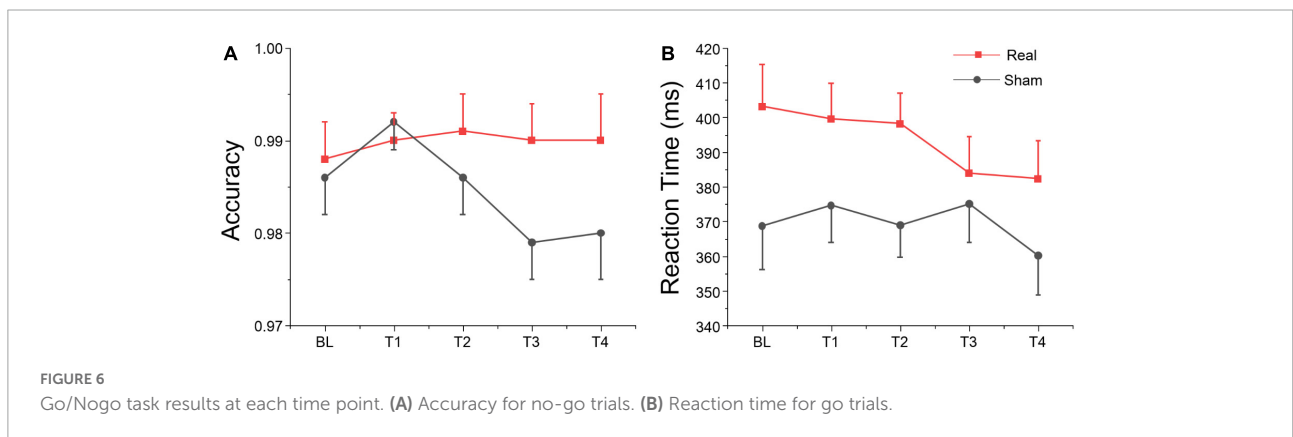 A
Accuracy
1.00
0.99
0.98
0.97
BL T1 T2 T3 T4
B
Reaction Time (ms)
420
410
400
390
380
370
360
350
340
BL T1 T2 T3 T4
Real
Sham
FIGURE 6
Go/Nogo task results at each time point. (A) Accuracy for no-go trials. (B) Reaction time for go trials.